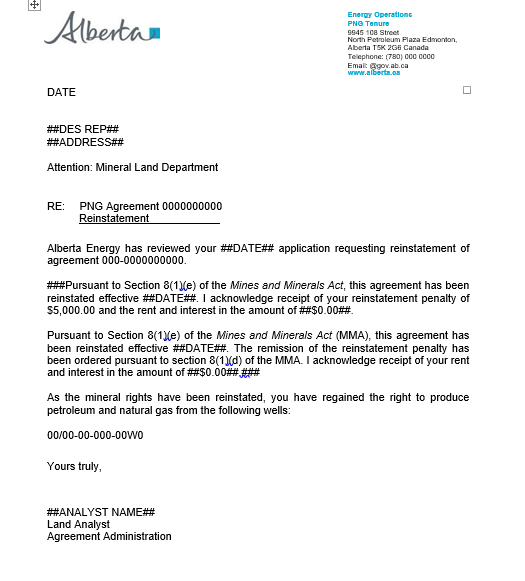 Alberta
Energy Operations
PNG Tenure
9945 108 Street
North Petroleum Plaza Edmonton,
Alberta T5K 2G6 Canada
Telephone: (780) 000 0000
Email: @gov.ab.ca
www.alberta.ca
DATE
##DES REP##
##ADDRESS##
Attention: Mineral Land Department
RE: PNG Agreement 0000000000
Reinstatement
Alberta Energy has reviewed your ##DATE## application requesting reinstatement of
agreement 000-0000000000.
###Pursuant to Section 8(1)(e) of the Mines and Minerals Act, this agreement has been
reinstated effective ##DATE##. I acknowledge receipt of your reinstatement penalty of
$5,000.00 and the rent and interest in the amount of ##$0.00##.
Pursuant to Section 8(1)(e) of the Mines and Minerals Act (MMA), this agreement has
been reinstated effective ##DATE##. The remission of the reinstatement penalty has
been ordered pursuant to section 8(1)(d) of the MMA. I acknowledge receipt of your rent
and interest in the amount of ##$0.00##.###
As the mineral rights have been reinstated, you have regained the right to produce
petroleum and natural gas from the following wells:
00/00-00-000-00W0
Yours truly,
##ANALYST NAME##
Land Analyst
Agreement Administration